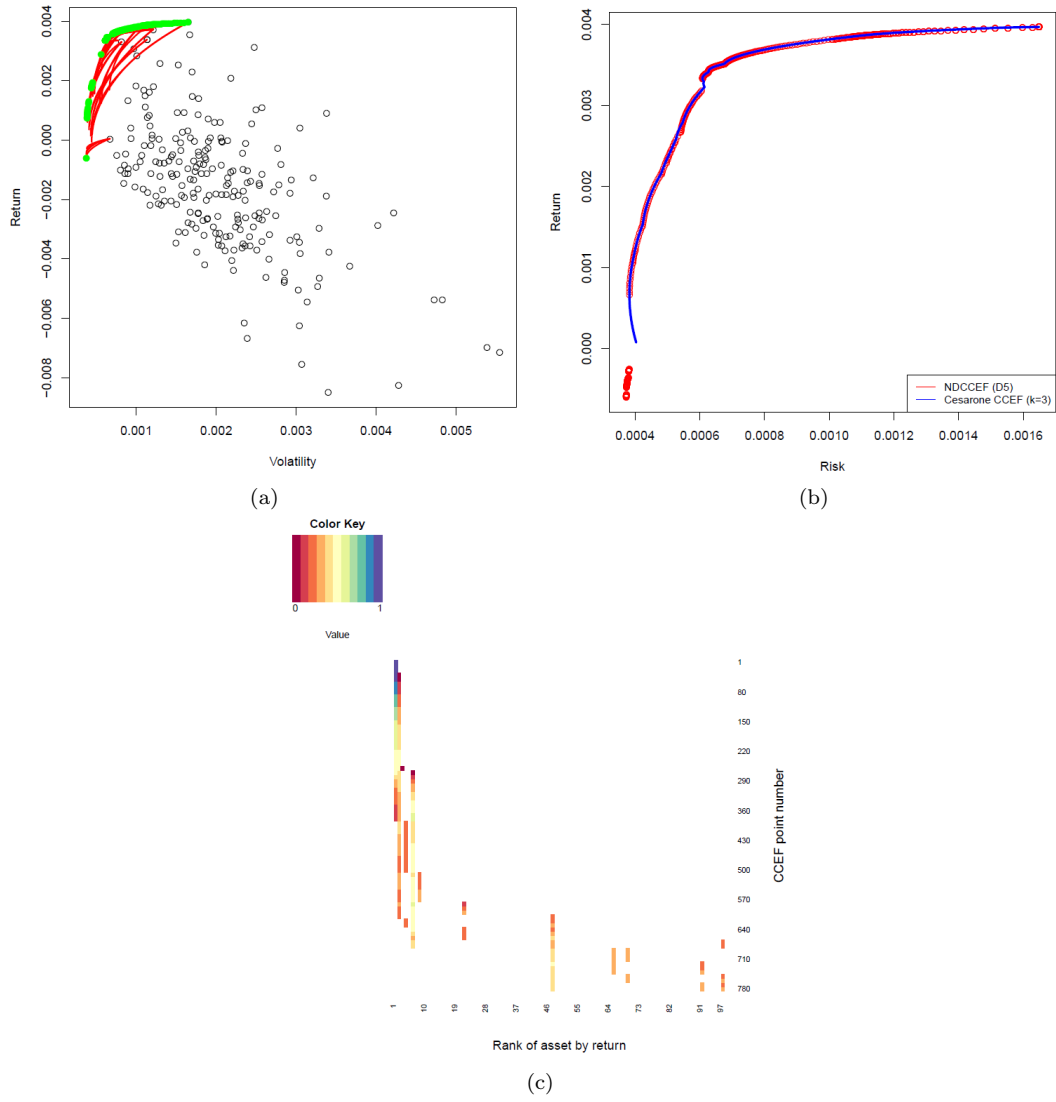 0.004
0.002
0.000
−0.002
−0.004
−0.006
−0.008
Return
0.001 0.002 0.003 0.004 0.005
Volatility
(a)
0.004
0.003
0.002
0.001
0.000
Return
NDCCEF (D5)
Cesarone CCEF (k=3)
0.0004 0.0006 0.0008 0.0010 0.0012 0.0014 0.0016
Risk
(b)
Color Key
0 1
Value
1
80
150
220
290
360
430
500
570
640
710
780
CCEF point number
1 10 19 28 37 46 55 64 73 82 91 97
Rank of asset by return
(c)